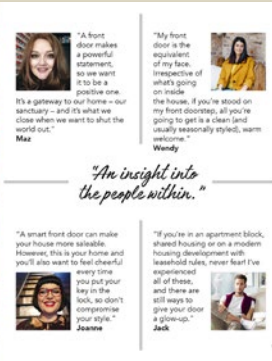 "A front
door makes
a powerful
statement,
so we want
it to be a
positive one.
It's a gateway to our home – our
sanctuary – and it's what we
close when we want to shut the
world out."
Maz
"My front
door is the
equivalent
of my face.
Irrespective of
what's going
on inside
the house, if you're stood on
my front doorstep, all you're
going to get is a clean (and
usually seasonally styled), warm
welcome."
Wendy
"An insight into
the people within."
"A smart front door can make
your house more saleable.
However, this is your home and
you'll also want to feel cheerful
every time
you put your
key in the
lock, so don't
compromise
your style."
Joanne
"If you're in an apartment block,
shared housing or on a modern
housing development with
leasehold rules, never fear! I've
experienced
all of these,
and there are
still ways to
give your door
a glow-up."
Jack